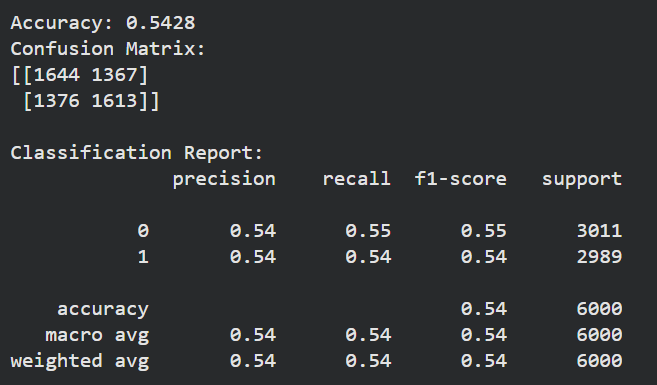 Accuracy: 0.5428
Confusion Matrix:
[[1644 1367]
 [1376 1613]]

Classification Report:
              precision    recall  f1-score   support

           0       0.54      0.55      0.55      3011
           1       0.54      0.54      0.54      2989

    accuracy                           0.54      6000
   macro avg       0.54      0.54      0.54      6000
weighted avg       0.54      0.54      0.54      6000